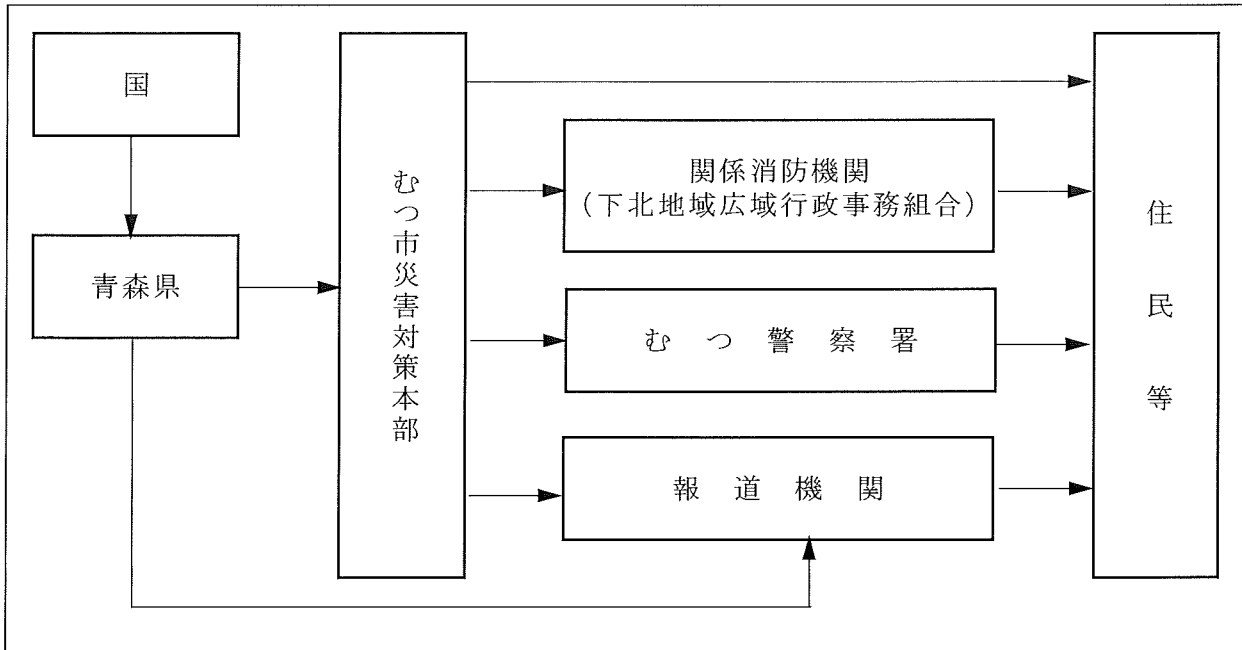 国
青森県
むつ市災害対策本部
関係消防機関
(下北地域広域行政事務組合)
むつ警察署
報道機関
住民等